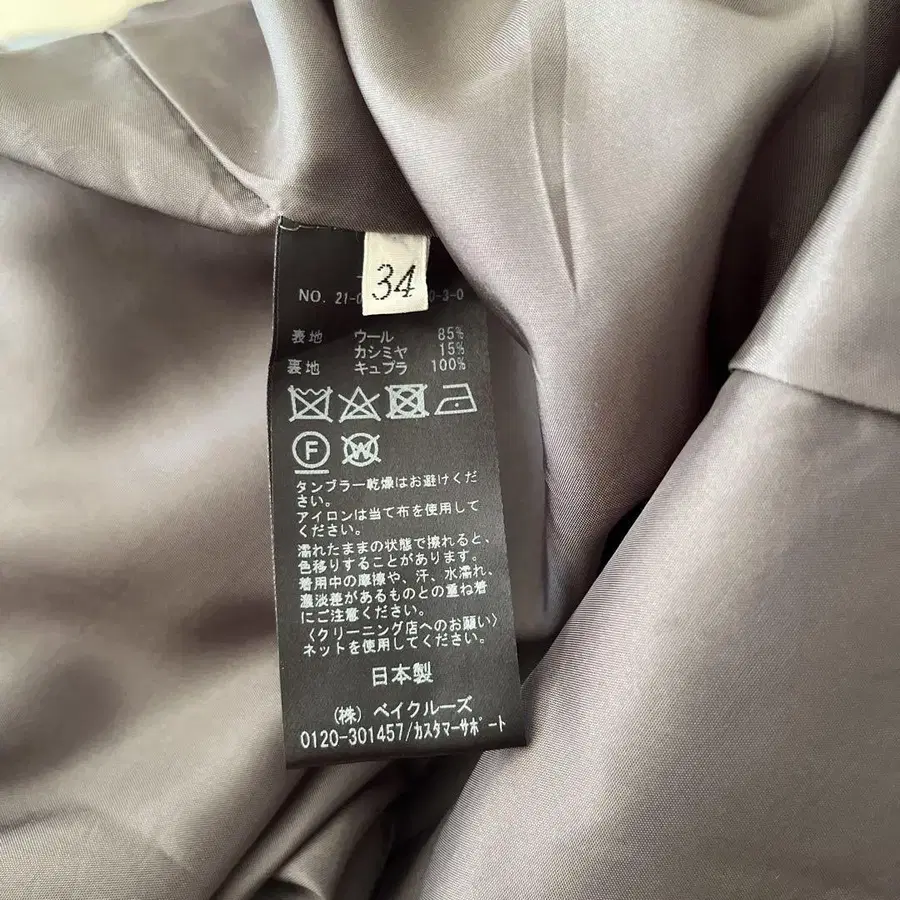 34
NO. 21-0 0-3-0
表地 ウール 85%
カシミヤ 15%
裏地 キュプラ 100%
F
W
タンブラー乾燥はお避けくだ
さい。
アイロンは当て布を使用して
ください。
濡れたままの状態で擦れると、
色移りすることがあります。
着用中の摩擦や、汗、水濡れ、
濃淡差があるものとの重ね着
にご注意ください。
〈クリーニング店へのお願い〉
ネットを使用してください。
日本製
(株) ベイクルーズ
0120-301457/カスタマーサポート